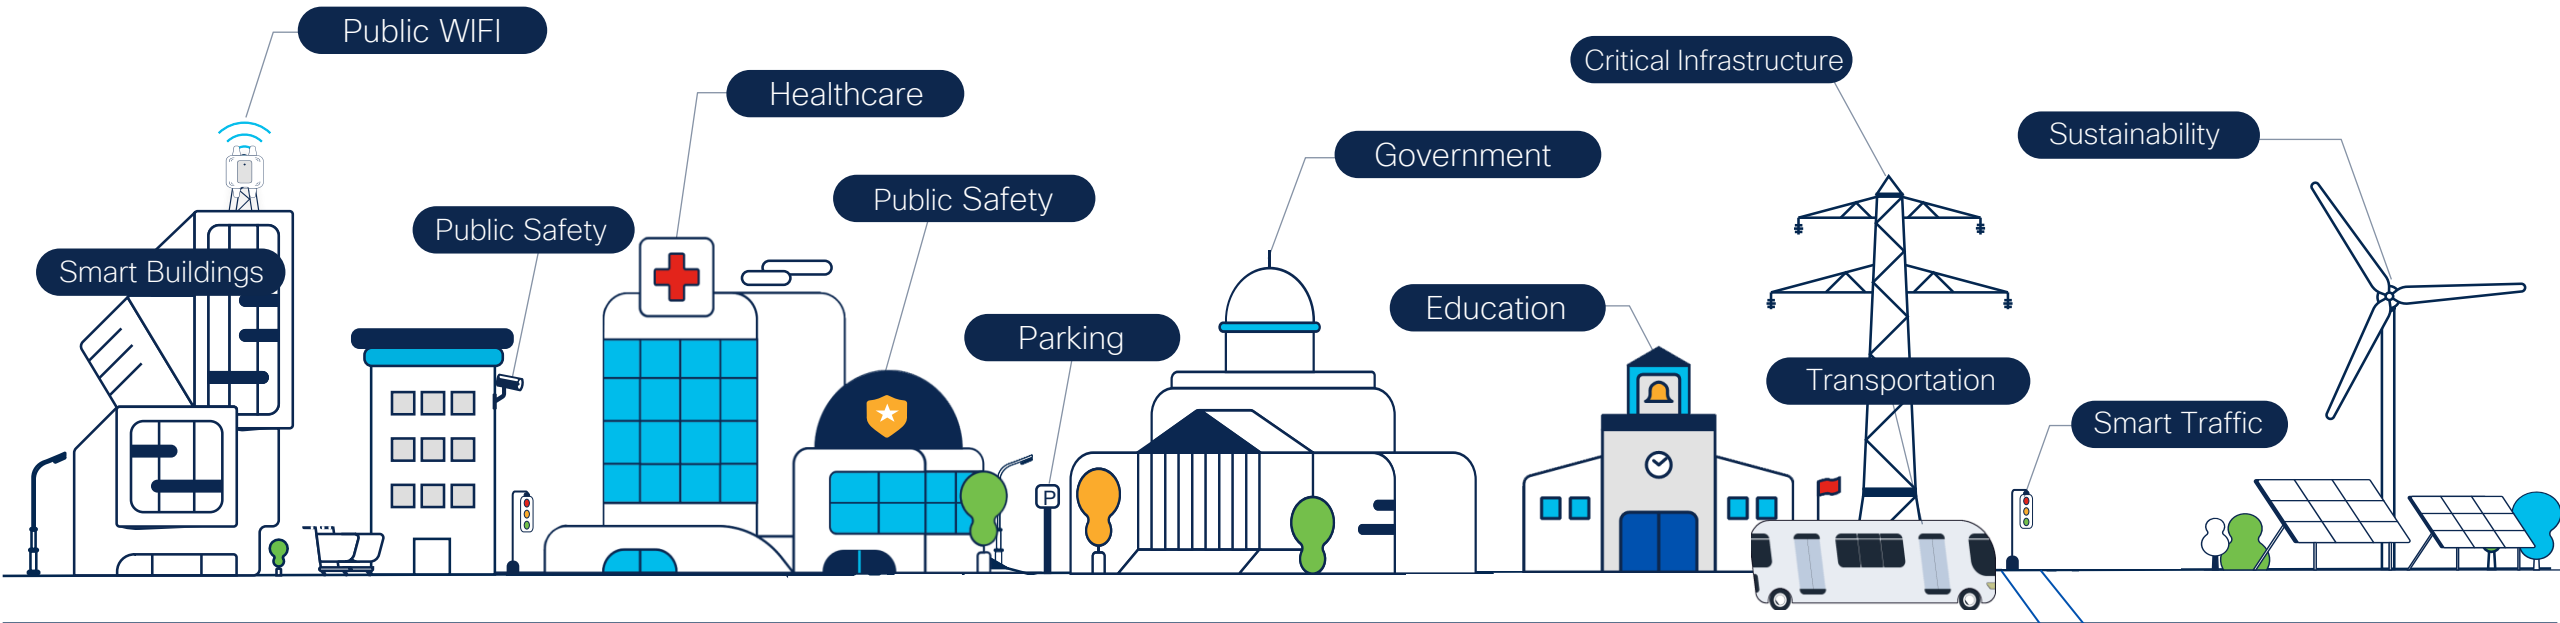 Public WIFI
Healthcare
Critical Infrastructure
Sustainability
Government
Public Safety
Public Safety
Smart Buildings
Education
Parking
Transportation
Smart Traffic
P